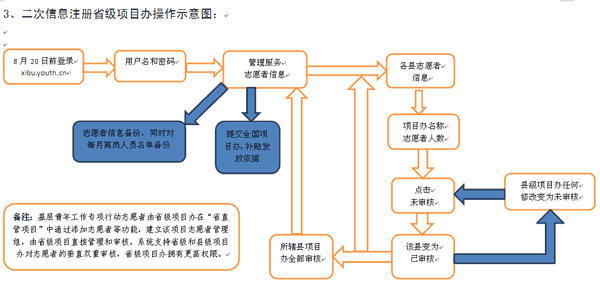 3、二次信息注册省级项目办操作示意图：
8月20日前登录
xibu.youth.cn
用户名和密码
管理服务
志愿者信息
各县志愿者
信息
志愿者信息备份，同时对
每月离岗人员名单备份
提交全国项
目办，补贴发
放依据
项目办名称
志愿者人数
点击
未审核
县级项目办任何
修改变为未审核
该县变为
已审核
所辖县项目
办全部审核
备注：基层青年工作专项行动志愿者由省级项目办在“省直
管项目”中通过添加志愿者等功能，建立该项目志愿者管理
组，由省级项目直接管理和审核。系统支持省级和县级项目
办对志愿者的垂直双重审核，省级项目办拥有更高权限。